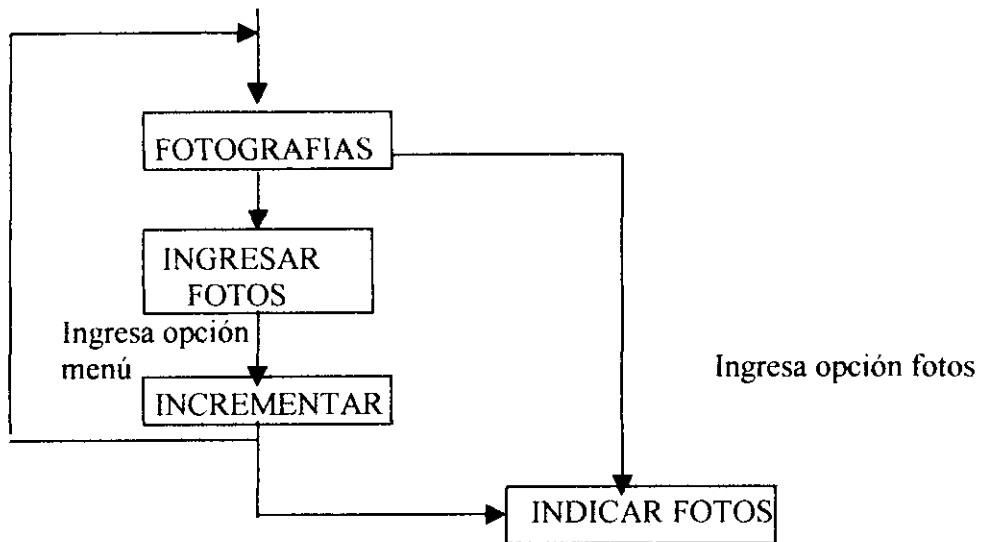 FOTOGRAFIAS
INGRESAR
FOTOS
Ingresa opción
menú
Ingresa opción fotos
INCREMENTAR
INDICAR FOTOS